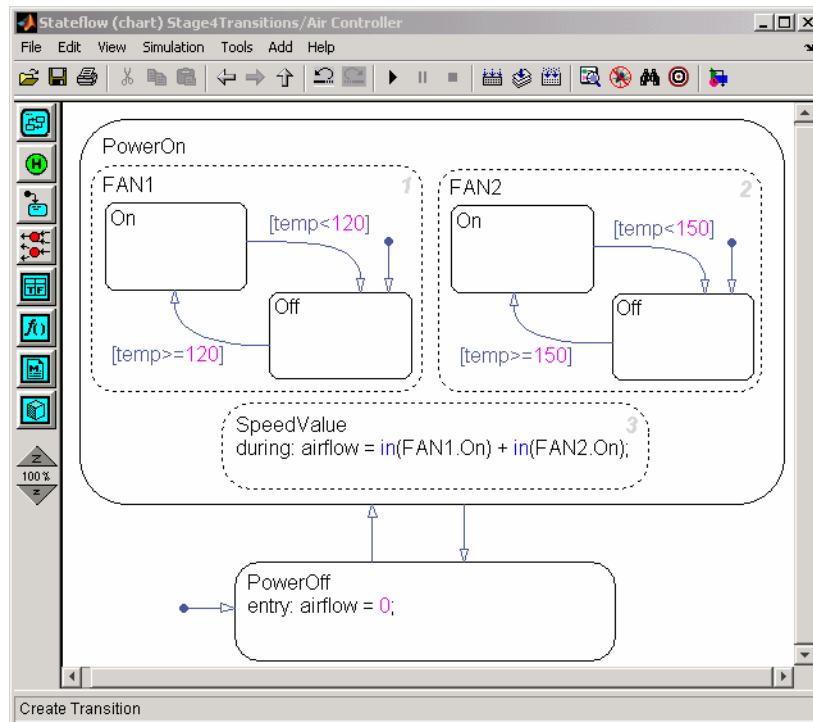 Stateflow (chart) Stage4Transitions/Air Controller
File Edit View Simulation Tools Add Help
PowerOn
FAN1 1
On
[temp<120]
Off
[temp>=120]
FAN2 2
On
[temp<150]
Off
[temp>=150]
SpeedValue 3
during: airflow = in(FAN1.On) + in(FAN2.On);
PowerOff
entry: airflow = 0;
H
TF
f()
M
Z
100 %
z
Create Transition